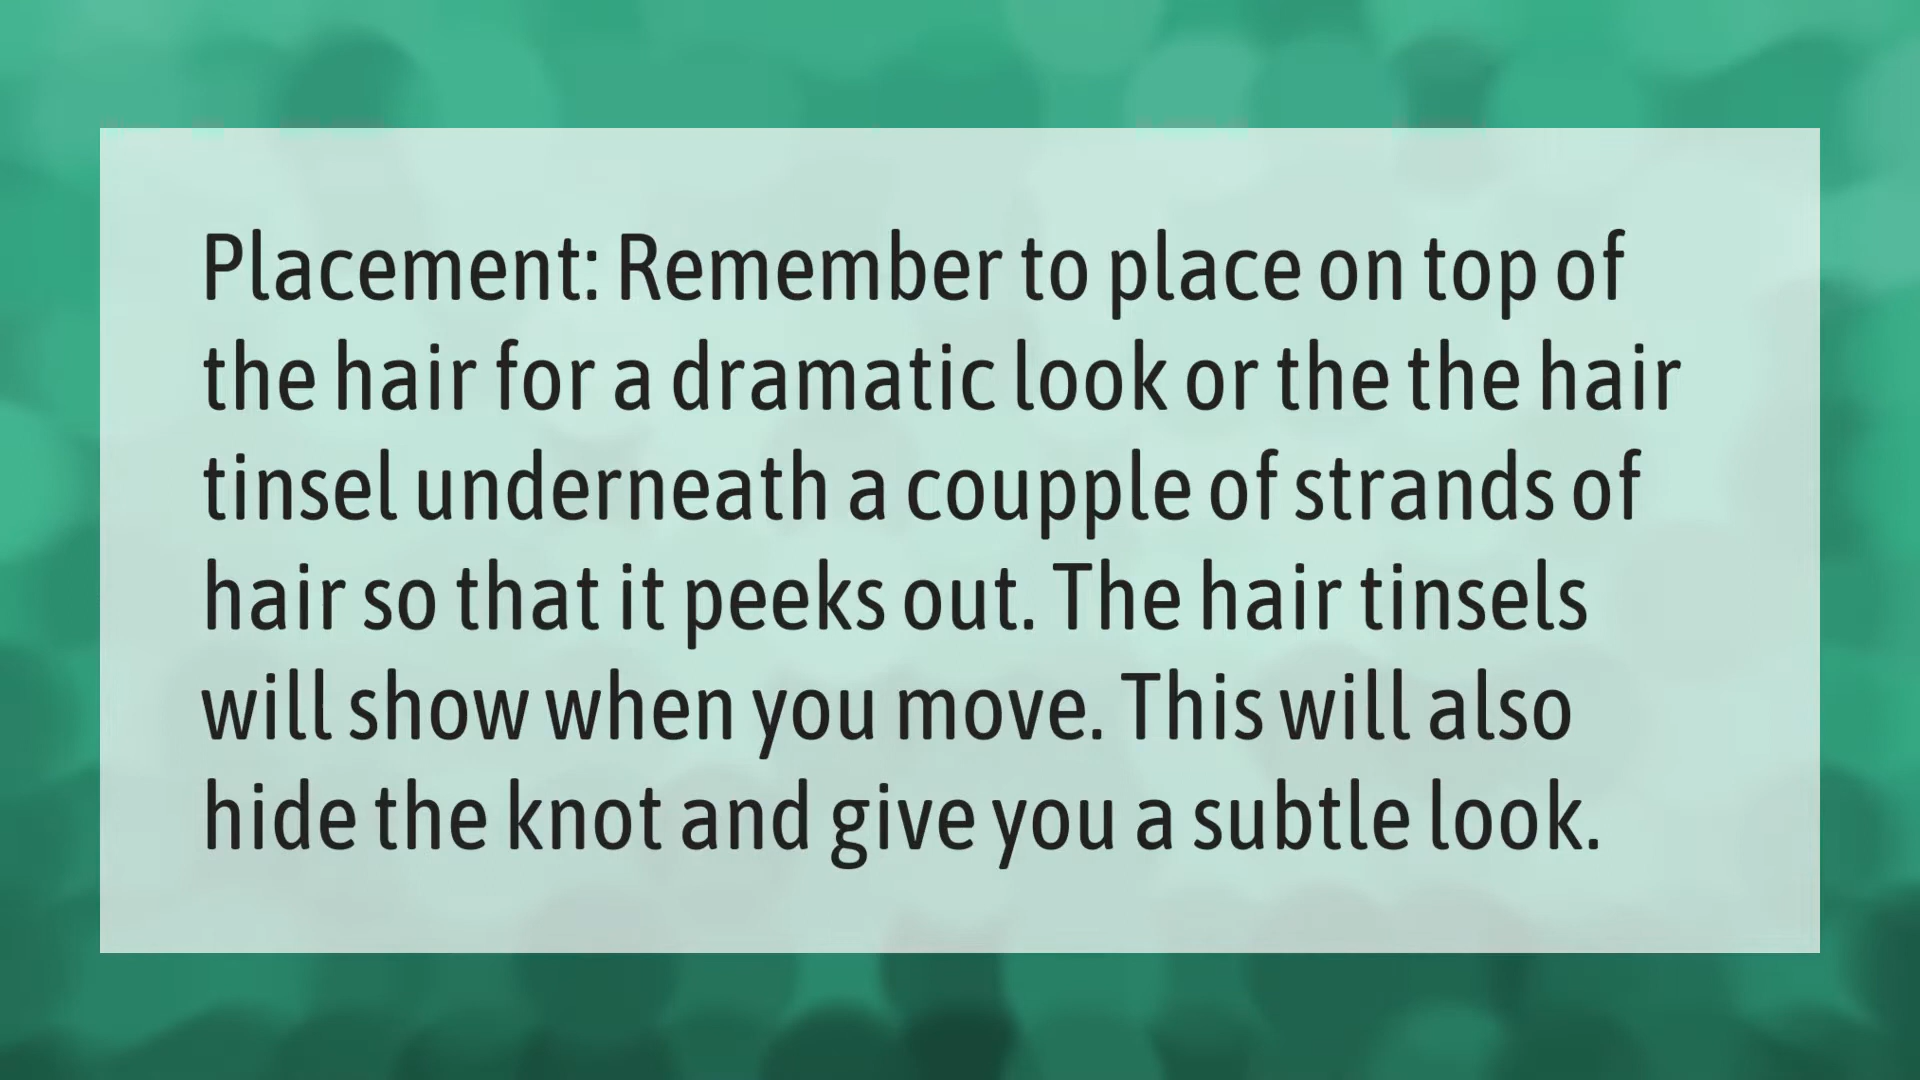 Placement: Remember to place on top of
the hair for a dramatic look or the the hair
tinsel underneath a coupple of strands of
hair so that it peeks out. The hair tinsels
will show when you move. This will also
hide the knot and give you a subtle look.